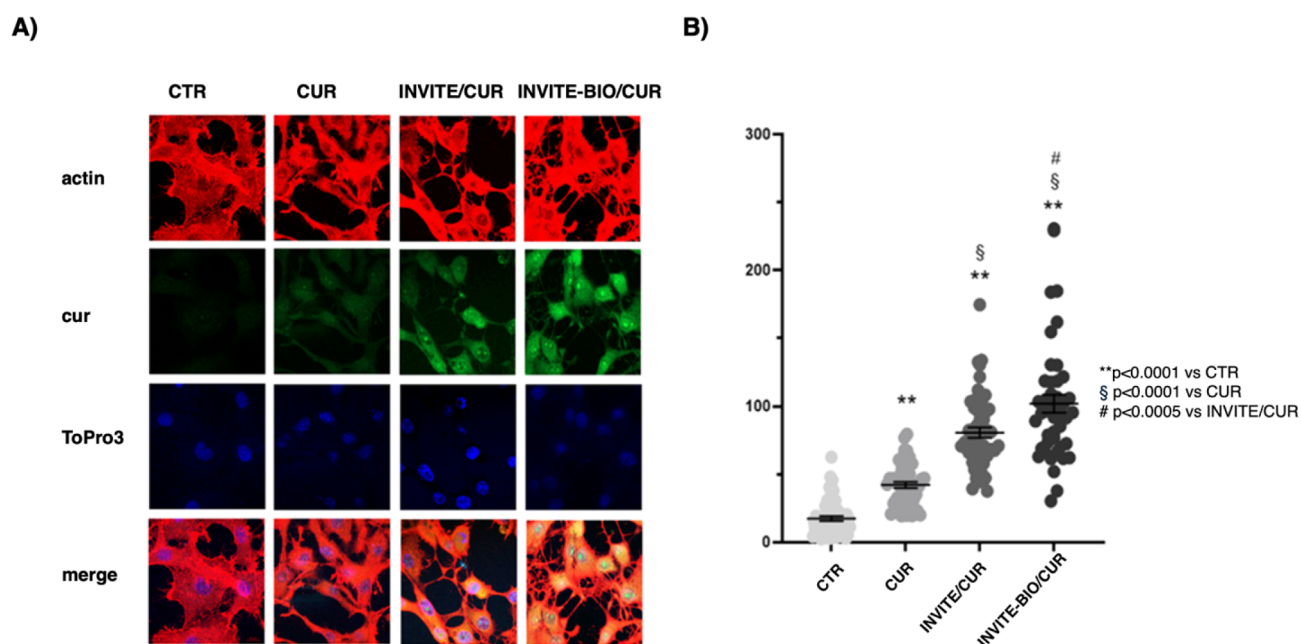 A)
B)
CTR CUR INVITE/CUR INVITE-BIO/CUR
actin
cur
ToPro3
merge
300
200
100
0
#
§
**
§
**
**
**p<0.0001 vs CTR
§ p<0.0001 vs CUR
# p<0.0005 vs INVITE/CUR
CTR
CUR
INVITE/CUR
INVITE-BIO/CUR